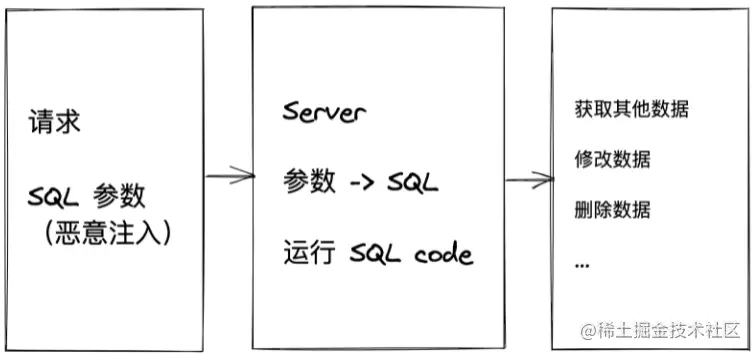 请求
SQL 参数
（恶意注入）
Server
参数 -> SQL
运行 SQL code
获取其他数据
修改数据
删除数据
...
@稀土掘金技术社区